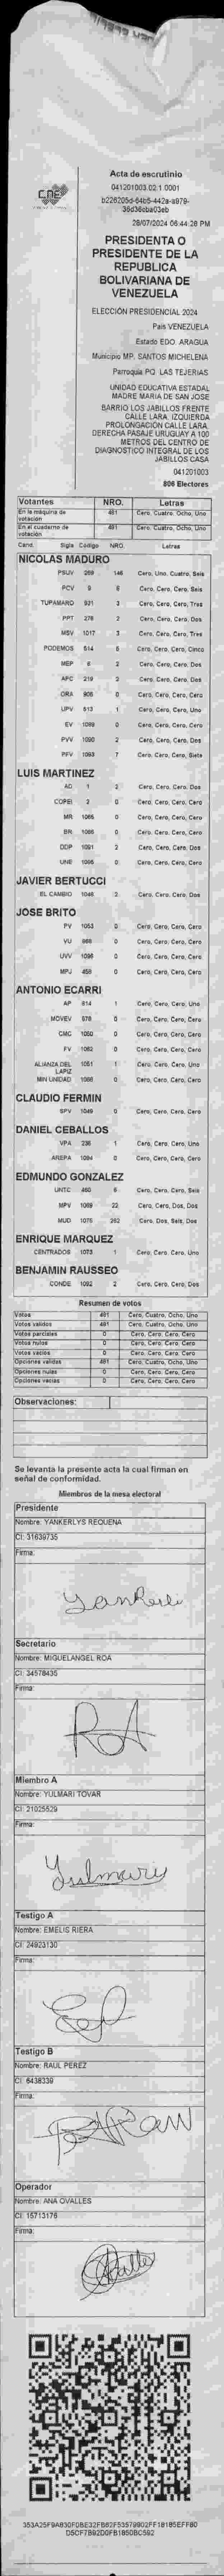 CNE
Acta de escrutinio
041201003.02.1.0001
b228205d-64b5-442a-a979-
36d36eba03eb
28/07/2024 06:44:26 PM
PRESIDENTA O
PRESIDENTE DE LA
REPUBLICA
BOLIVARIANA DE
VENEZUELA
ELECCIÓN PRESIDENCIAL 2024
País VENEZUELA
Estado EDO. ARAGUA
Municipio MP. SANTOS MICHELENA
Parroquia PQ. LAS TEJERIAS
UNIDAD EDUCATIVA ESTADAL
MADRE MARIA DE SAN JOSE
BARRIO LOS JABILLOS FRENTE
CALLE LARA. IZQUIERDA
PROLONGACIÓN CALLE LARA.
DERECHA PASAJE URUGUAY A 100
METROS DEL CENTRO DE
DIAGNOSTICO INTEGRAL DE LOS
JABILLOS CASA
041201003
806 Electores
Votantes NRO. Letras
En la máquina de votación 481 Cero, Cuatro, Ocho, Uno
En el cuaderno de votación 481 Cero, Cuatro, Ocho, Uno
Cand. Sigla Código NRO. Letras
NICOLAS MADURO
PSUV 269 146 Cero, Uno, Cuatro, Seis
PCV 9 6 Cero, Cero, Cero, Seis
TUPAMARO 921 3 Cero, Cero, Cero, Tres
PPT 276 2 Cero, Cero, Cero, Dos
MSV 1017 3 Cero, Cero, Cero, Tres
PODEMOS 514 5 Cero, Cero, Cero, Cinco
MEP 6 2 Cero, Cero, Cero, Dos
APC 219 2 Cero, Cero, Cero, Dos
ORA 906 0 Cero, Cero, Cero, Cero
UPV 513 1 Cero, Cero, Cero, Uno
EV 1089 0 Cero, Cero, Cero, Cero
PVV 1090 2 Cero, Cero, Cero, Dos
PFV 1093 7 Cero, Cero, Cero, Siete
LUIS MARTINEZ
AD 1 2 Cero, Cero, Cero, Dos
COPEI 2 0 Cero, Cero, Cero, Cero
MR 0 Cero, Cero, Cero, Cero
BR 0 Cero, Cero, Cero, Cero
DDP 1091 2 Cero, Cero, Cero, Dos
UNE 0 Cero, Cero, Cero, Cero
JAVIER BERTUCCI
EL CAMBIO 1046 2 Cero, Cero, Cero, Dos
JOSE BRITO
PV 1053 0 Cero, Cero, Cero, Cero
VU 0 Cero, Cero, Cero, Cero
UVV 1096 0 Cero, Cero, Cero, Cero
MPJ 458 0 Cero, Cero, Cero, Cero
ANTONIO ECARRI
AP 814 1 Cero, Cero, Cero, Uno
MOVEV 578 0 Cero, Cero, Cero, Cero
CMC 1050 0 Cero, Cero, Cero, Cero
FV 1062 0 Cero, Cero, Cero, Cero
ALIANZA DEL LAPIZ 1051 1 Cero, Cero, Cero, Uno
MIN UNIDAD 0 Cero, Cero, Cero, Cero
CLAUDIO FERMIN
SPV 1049 0 Cero, Cero, Cero, Cero
DANIEL CEBALLOS
VPA 236 1 Cero, Cero, Cero, Uno
AREPA 1094 0 Cero, Cero, Cero, Cero
EDMUNDO GONZALEZ
UNTC 460 6 Cero, Cero, Cero, Seis
MPV 1069 22 Cero, Cero, Dos, Dos
MUD 1075 262 Cero, Dos, Seis, Dos
ENRIQUE MARQUEZ
CENTRADOS 1073 1 Cero, Cero, Cero, Uno
BENJAMIN RAUSSEO
CONDE 1092 2 Cero, Cero, Cero, Dos
Resumen de votos
Votos 481 Cero, Cuatro, Ocho, Uno
Votos validos 481 Cero, Cuatro, Ocho, Uno
Votos parciales 0 Cero, Cero, Cero, Cero
Votos nulos 0 Cero, Cero, Cero, Cero
Votos vacíos 0 Cero, Cero, Cero, Cero
Opciones validas 481 Cero, Cuatro, Ocho, Uno
Opciones nulas 0 Cero, Cero, Cero, Cero
Opciones vacias 0 Cero, Cero, Cero, Cero
Observaciones:
Se levanta la presente acta la cual firman en
señal de conformidad.
Miembros de la mesa electoral
Presidente
Nombre: YANKERLYS REQUENA
CI: 31639735
Firma:
Secretario
Nombre: MIGUELANGEL ROA
CI: 34578435
Firma:
Miembro A
Nombre: YULMARI TOVAR
CI: 21025529
Firma:
Yulmary
Testigo A
Nombre: EMELIS RIERA
CI: 24923130
Firma:
Testigo B
Nombre: RAUL PEREZ
CI: 6438339
Firma:
Operador
Nombre: ANA OVALLES
CI: 15713176
Firma:
353A25F9A630F0BE32FB62F53579902FF18185EFF80
D5CF7B92D0FB1850BC592